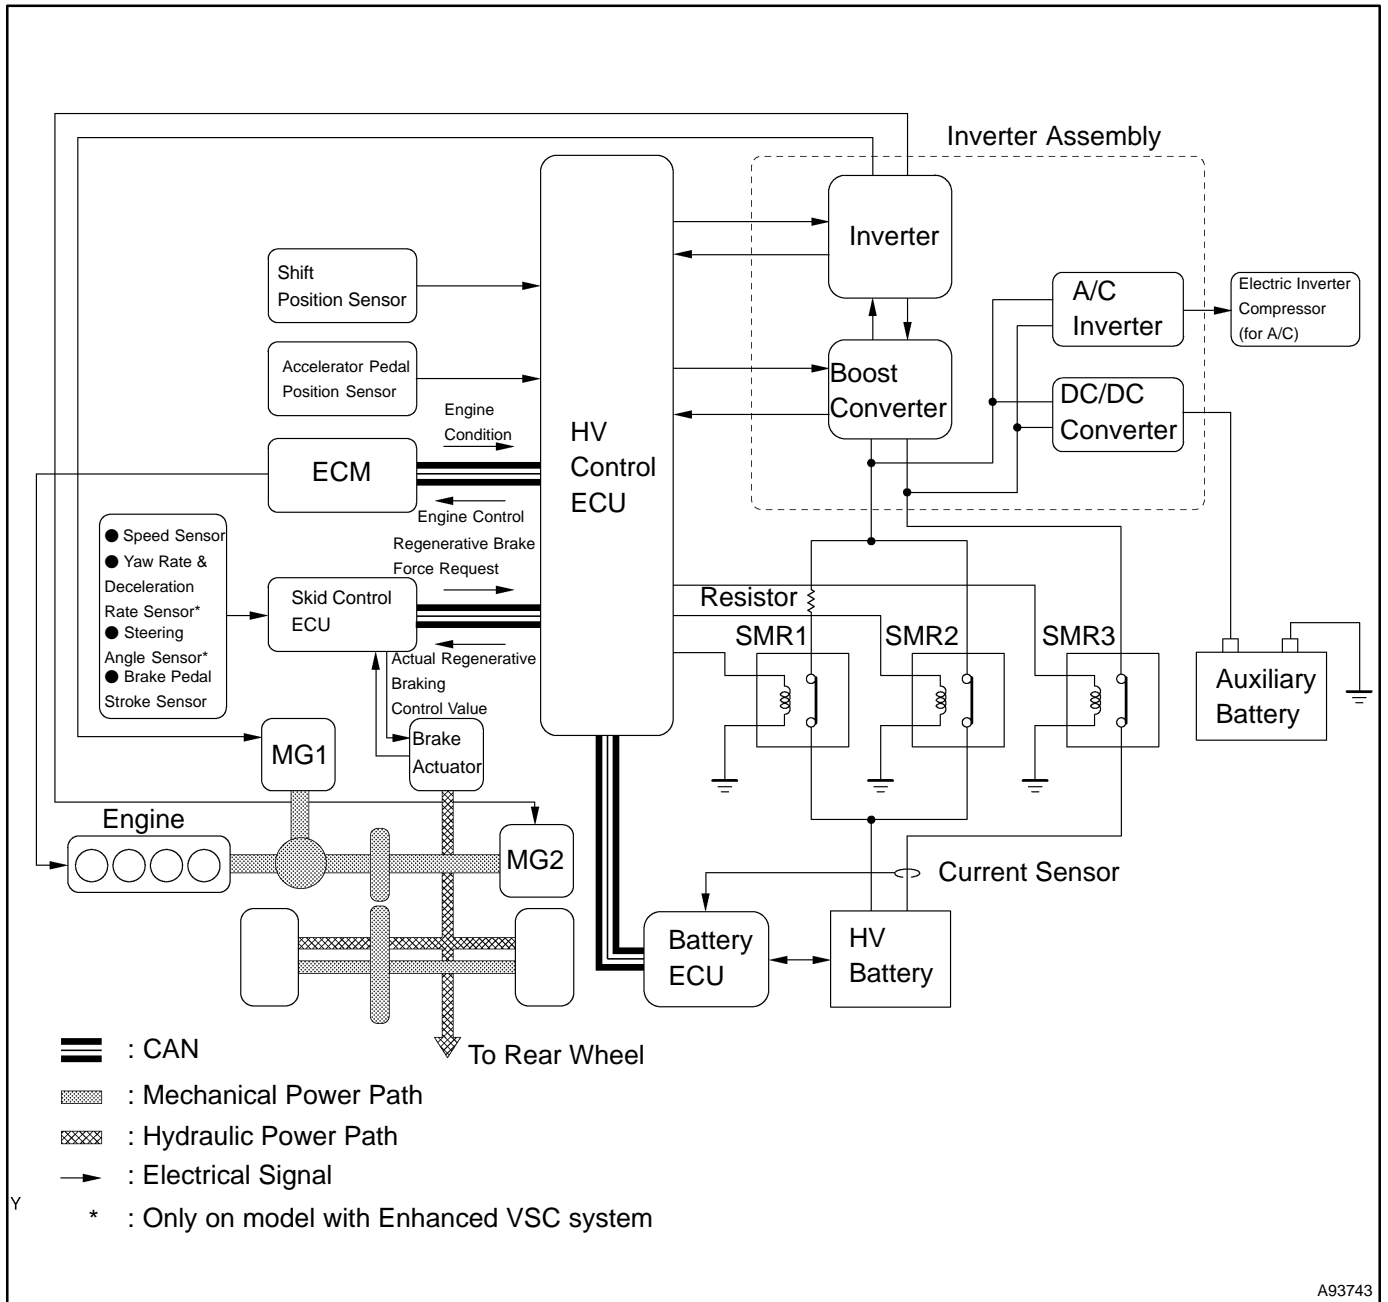 Inverter Assembly
Inverter
Shift
Position Sensor
A/C
Inverter
Electric Inverter
Compressor
(for A/C)
Accelerator Pedal
Position Sensor
Boost
Converter
DC/DC
Converter
Engine
Condition
HV
Control
ECU
ECM
Engine Control
● Speed Sensor
● Yaw Rate &
Deceleration
Rate Sensor*
● Steering
Angle Sensor*
● Brake Pedal
Stroke Sensor
Regenerative Brake
Force Request
Skid Control
ECU
Actual Regenerative
Braking
Control Value
Resistor
SMR1
SMR2
SMR3
Auxiliary
Battery
MG1
Brake
Actuator
Engine
MG2
Current Sensor
Battery
ECU
HV
Battery
To Rear Wheel
: CAN
: Mechanical Power Path
: Hydraulic Power Path
: Electrical Signal
* : Only on model with Enhanced VSC system
Y
A93743